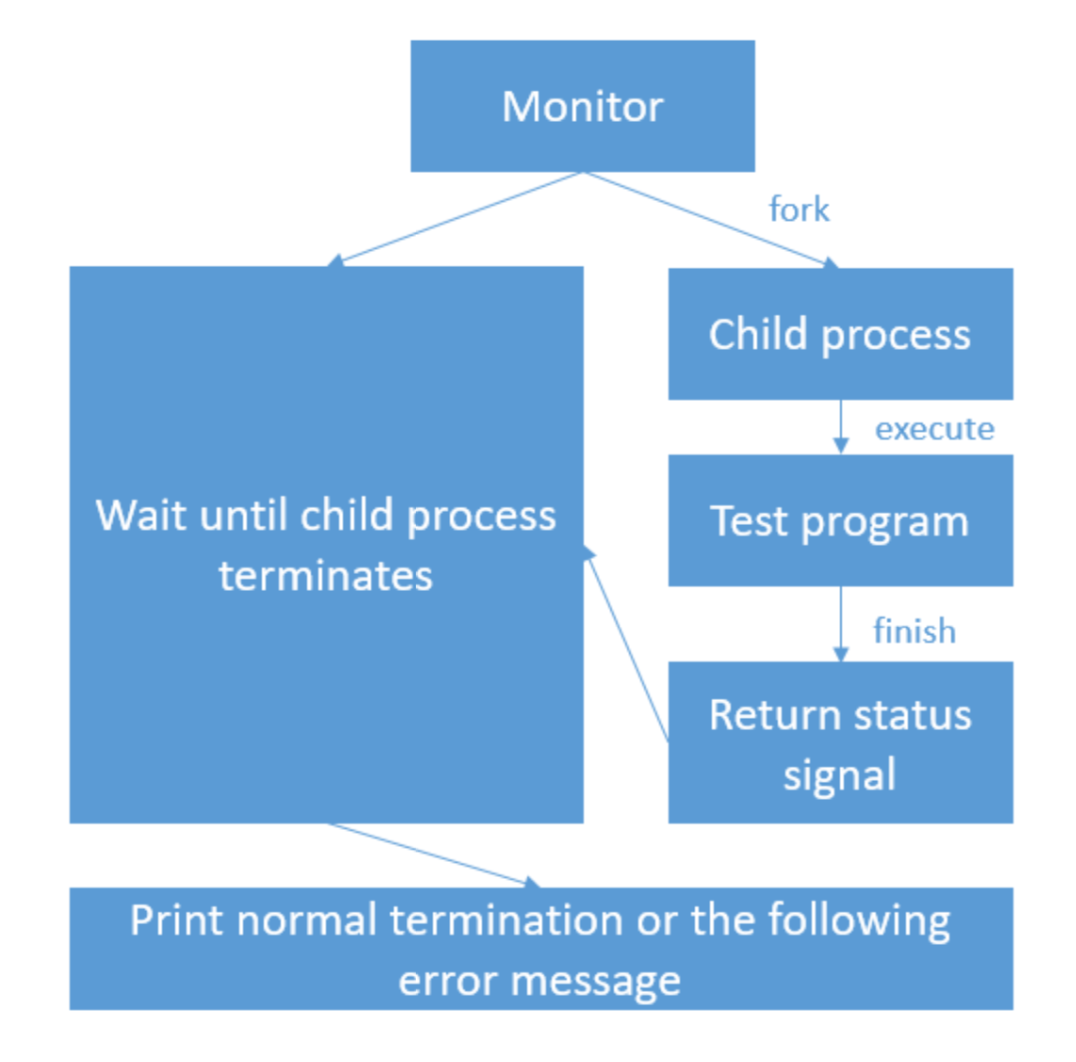 Monitor
fork
Child process
execute
Wait until child process
terminates
Test program
finish
Return status
signal
Print normal termination or the following
error message